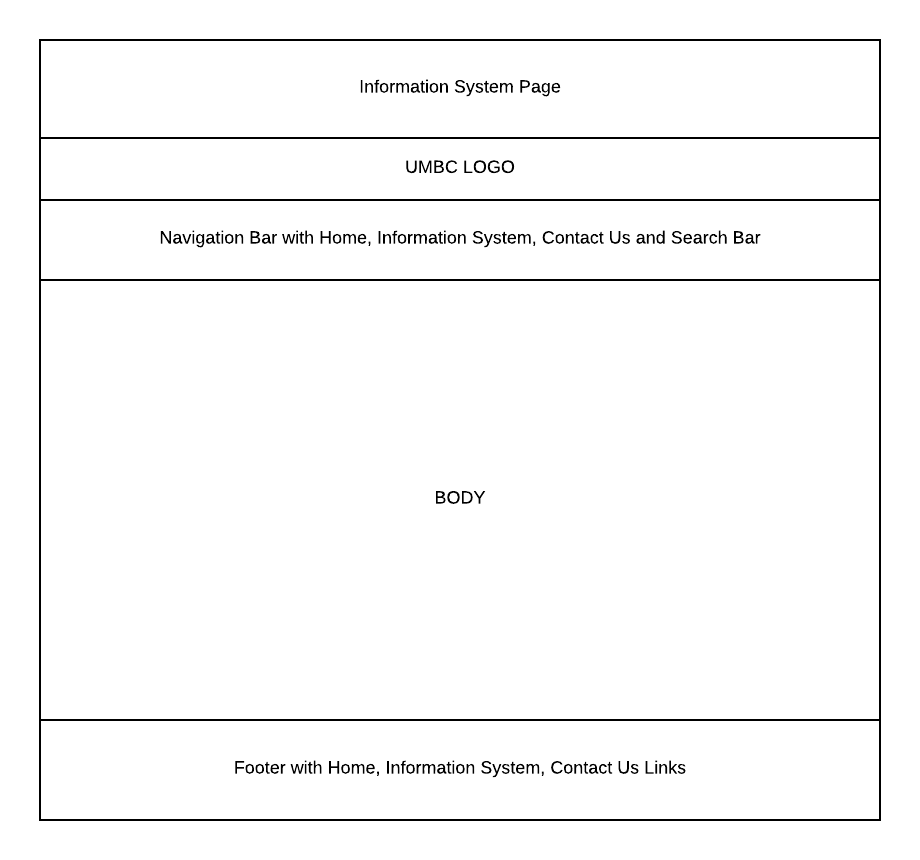 Information System Page
UMBC LOGO
Navigation Bar with Home, Information System, Contact Us and Search Bar
BODY
Footer with Home, Information System, Contact Us Links